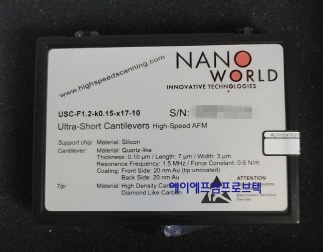 NANO
WORLD
INNOVATIVE TECHNOLOGIES
www.highspeedscanning.com
USC-F1.2-k0.15-x17-10
S/N:
Ultra-Short Cantilevers High-Speed AFM
Support chip: Material: Silicon
Cantilever: Material: Quartz-like
Thickness: 0.10 µm / Length: 7 µm / Width: 3 µm
Resonance Frequency: 1.5 MHz / Force Constant: 0.6 N/m
Coating: Front Side: 20 nm Au (tip uncoated)
Back Side: 20 nm Au
Tip: Material: High Density Carbon
Diamond Like Carbon
에이에프엠프로브텍
ATTENTION